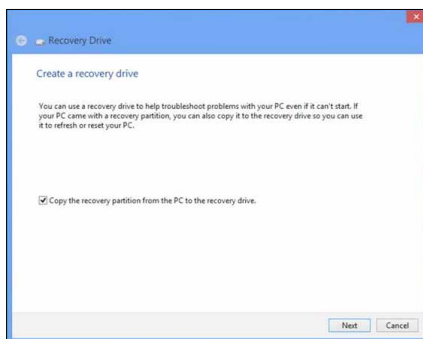 Recovery Drive
Create a recovery drive
You can use a recovery drive to help troubleshoot problems with your PC even if it can't start. If
your PC came with a recovery partition, you can also copy it to the recovery drive so you can use
it to refresh or reset your PC.
Copy the recovery partition from the PC to the recovery drive.
Next Cancel